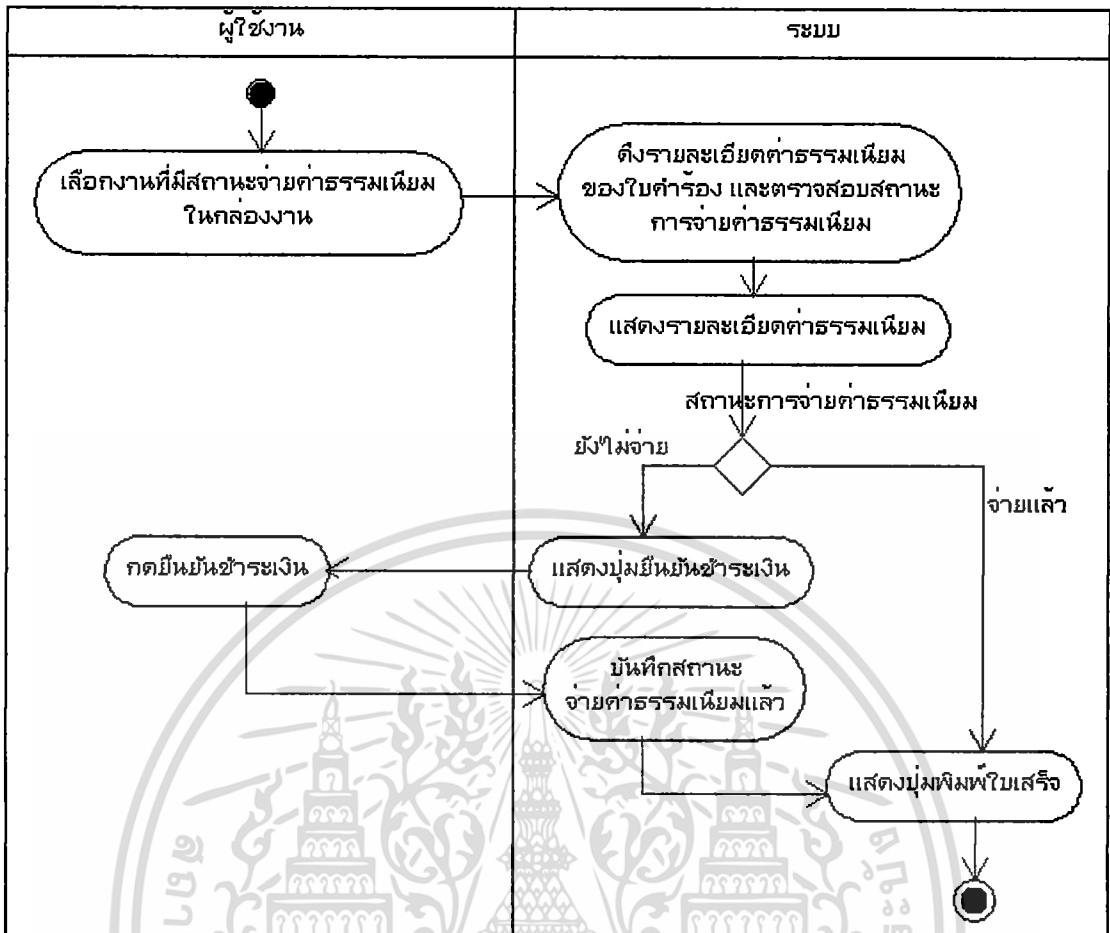 ผู้ใช้งาน
ระบบ
เลือกงานที่มีสถานะจ่ายค่าธรรมเนียม
ในกล่องงาน
ดึงรายละเอียดค่าธรรมเนียม
ของใบคำร้อง และตรวจสอบสถานะ
การจ่ายค่าธรรมเนียม
แสดงรายละเอียดค่าธรรมเนียม
สถานะการจ่ายค่าธรรมเนียม
ยังไม่จ่าย
จ่ายแล้ว
แสดงปุ่มยืนยันชำระเงิน
กดยืนยันชำระเงิน
บันทึกสถานะ
จ่ายค่าธรรมเนียมแล้ว
แสดงปุ่มพิมพ์ใบเสร็จ